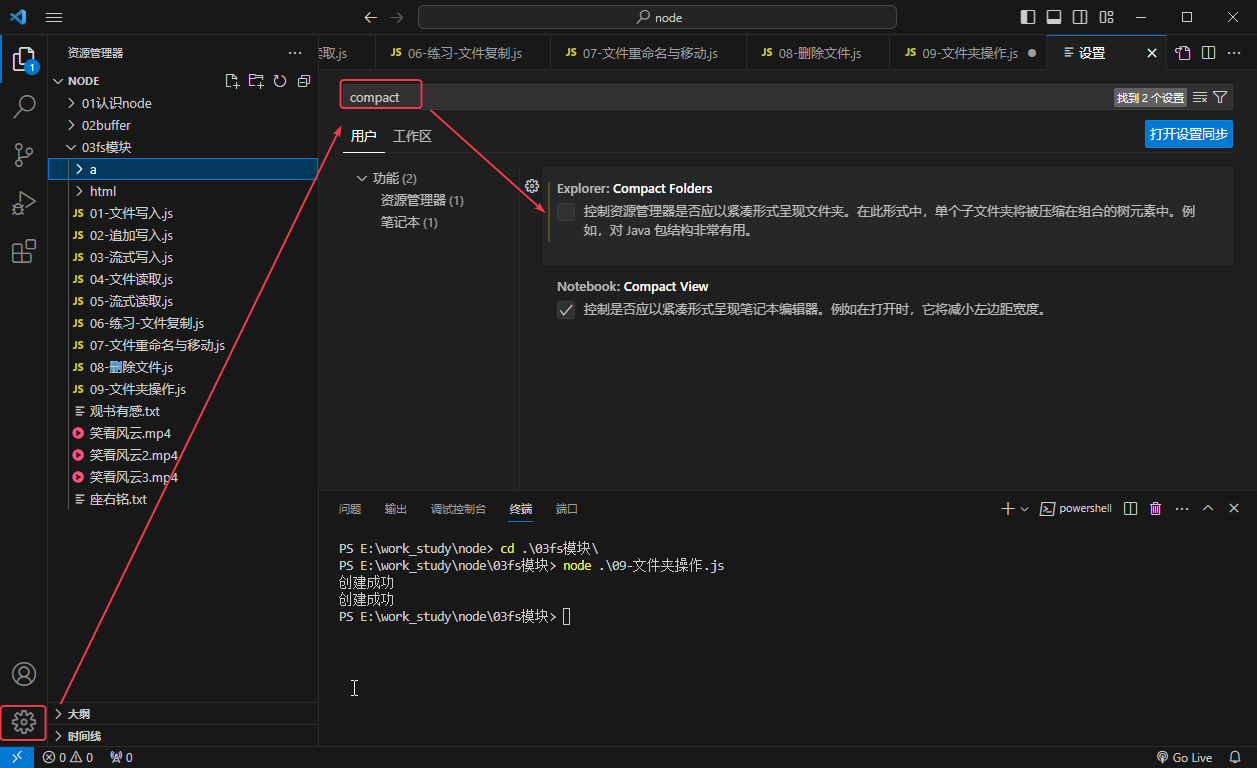 node
资源管理器
读取.js
JS 06-练习-文件复制.js
JS 07-文件重命名与移动.js
JS 08-删除文件.js
JS 09-文件夹操作.js
设置
1
NODE
01认识node
02buffer
03fs模块
a
html
JS 01-文件写入.js
JS 02-追加写入.js
JS 03-流式写入.js
JS 04-文件读取.js
JS 05-流式读取.js
JS 06-练习-文件复制.js
JS 07-文件重命名与移动.js
JS 08-删除文件.js
JS 09-文件夹操作.js
观书有感.txt
笑看风云.mp4
笑看风云2.mp4
笑看风云3.mp4
座右铭.txt
大纲
时间线
compact
找到 2 个设置
用户 工作区
打开设置同步
功能 (2)
资源管理器 (1)
笔记本 (1)
Explorer: Compact Folders
控制资源管理器是否应以紧凑形式呈现文件夹。在此形式中，单个子文件夹将被压缩在组合的树元素中。例
如，对 Java 包结构非常有用。
Notebook: Compact View
控制是否应以紧凑形式呈现笔记本编辑器。例如在打开时，它将减小左边距宽度。
问题 输出 调试控制台 终端 端口
powershell
PS E:\work_study\node> cd .\03fs模块\
PS E:\work_study\node\03fs模块> node .\09-文件夹操作.js
创建成功
创建成功
PS E:\work_study\node\03fs模块>
0 0 0
Go Live